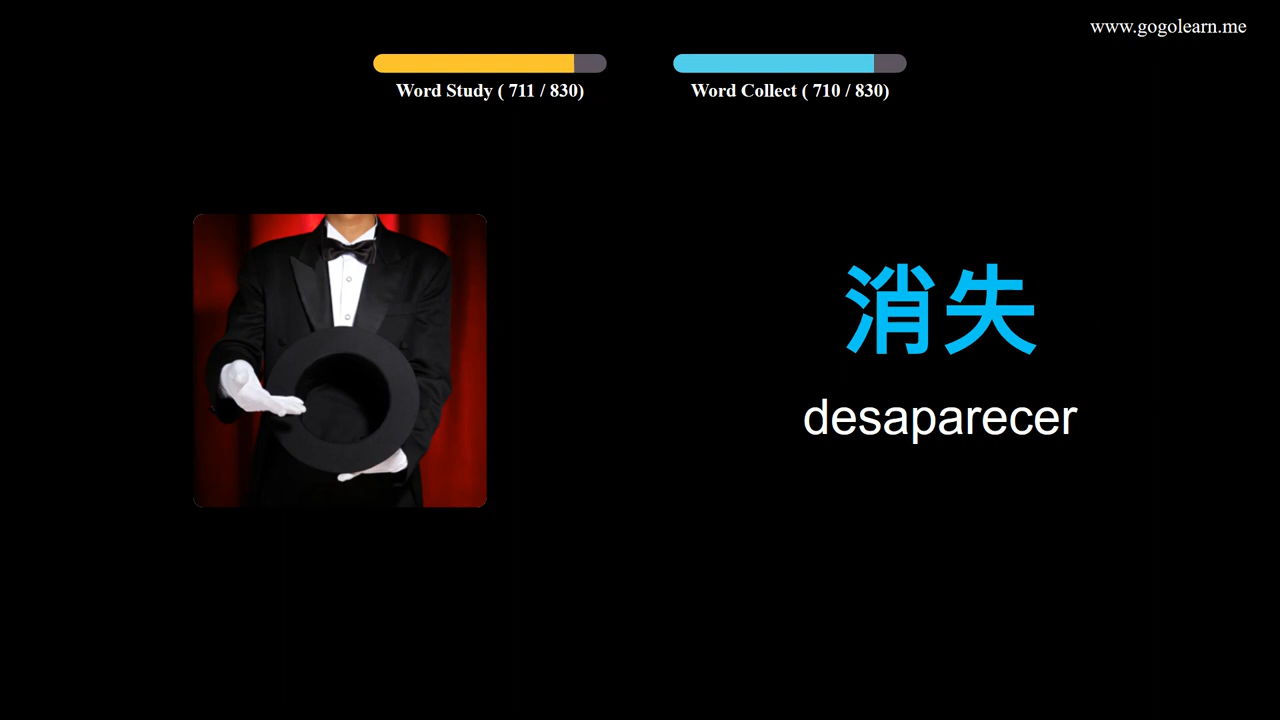 www.gogolearn.me
Word Study ( 711 / 830)
Word Collect ( 710 / 830)
消失
desaparecer